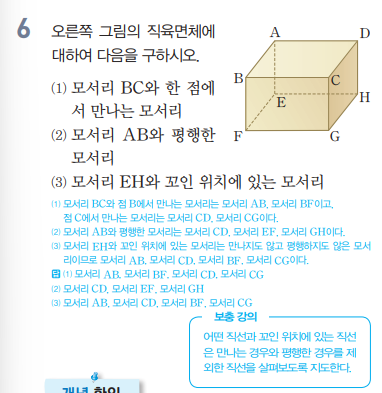 6 오른쪽 그림의 직육면체에
대하여 다음을 구하시오.
(1) 모서리 BC와 한 점에
서 만나는 모서리
(2) 모서리 AB와 평행한
모서리
(3) 모서리 EH와 꼬인 위치에 있는 모서리
A
D
B
C
E
H
F
G
(1) 모서리 BC와 점 B에서 만나는 모서리는 모서리 AB, 모서리 BF이고,
점 C에서 만나는 모서리는 모서리 CD, 모서리 CG이다.
(2) 모서리 AB와 평행한 모서리는 모서리 CD, 모서리 EF, 모서리 GH이다.
(3) 모서리 EH와 꼬인 위치에 있는 모서리는 만나지도 않고 평행하지도 않은 모서
리이므로 모서리 AB, 모서리 CD, 모서리 BF, 모서리 CG이다.
답 (1) 모서리 AB, 모서리 BF, 모서리 CD, 모서리 CG
(2) 모서리 CD, 모서리 EF, 모서리 GH
(3) 모서리 AB, 모서리 CD, 모서리 BF, 모서리 CG
보충 강의
어떤 직선과 꼬인 위치에 있는 직선
은 만나는 경우와 평행한 경우를 제
외한 직선을 살펴보도록 지도한다.